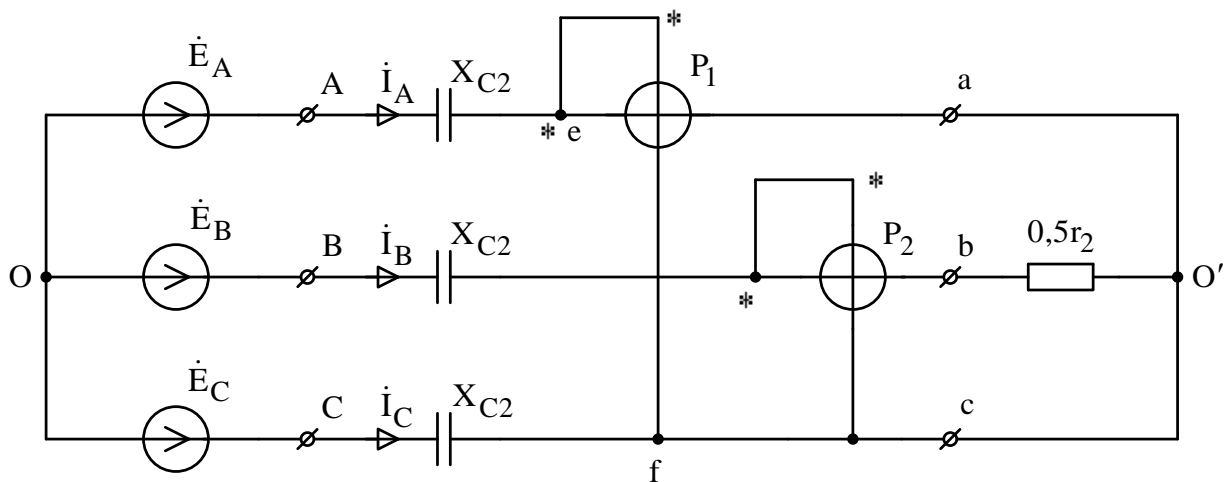 Ė_A A İ_A X_C2 * e * P_1 a
O Ė_B B İ_B X_C2 * * P_2 b 0,5r_2 O′
Ė_C C İ_C X_C2 f c